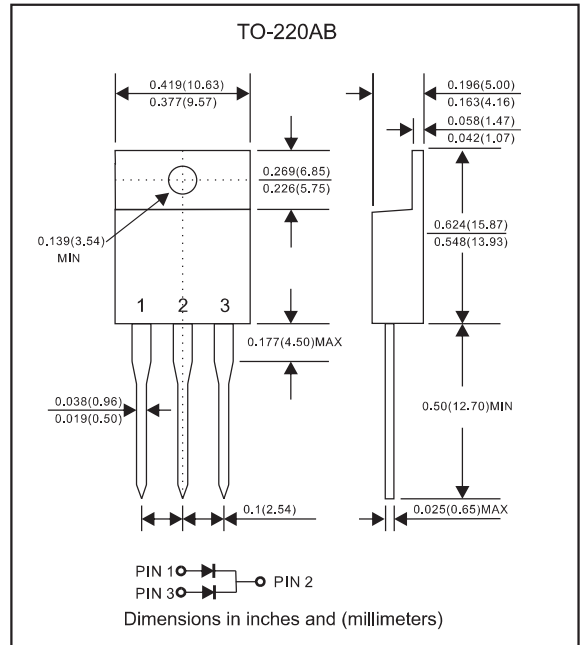 TO-220AB
0.419(10.63)
0.377(9.57)
0.196(5.00)
0.163(4.16)
0.058(1.47)
0.042(1.07)
0.269(6.85)
0.226(5.75)
0.139(3.54)
MIN
0.624(15.87)
0.548(13.93)
1 2 3
0.177(4.50)MAX
0.038(0.96)
0.019(0.50)
0.50(12.70)MIN
0.1(2.54)
0.025(0.65)MAX
PIN 1
PIN 3
PIN 2
Dimensions in inches and (millimeters)